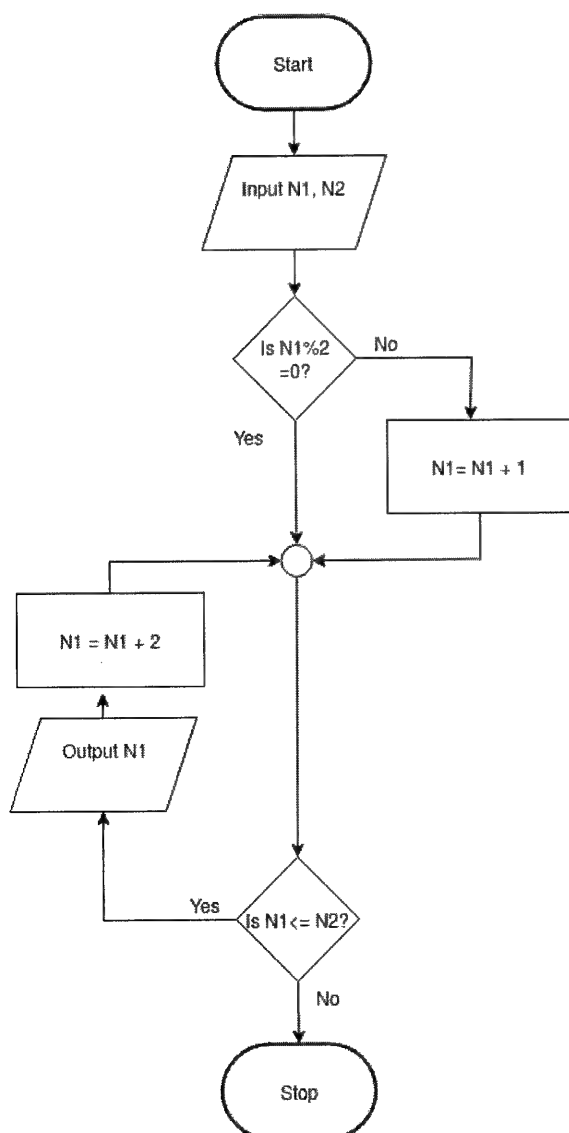 Start
Input N1, N2
Is N1%2
=0?
No
Yes
N1= N1 + 1
N1 = N1 + 2
Output N1
Yes
Is N1<= N2?
No
Stop